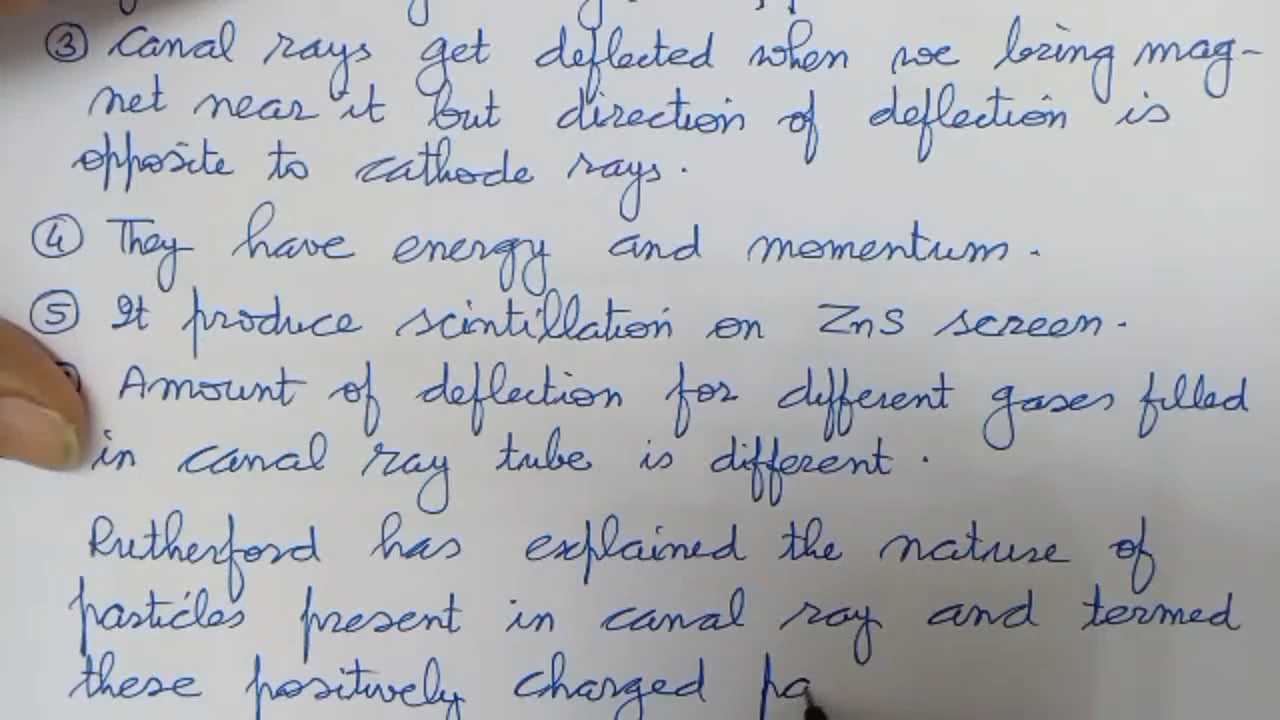 ③ Canal rays get deflected when we bring mag-
net near it but direction of deflection is
opposite to cathode rays.
④ They have energy and momentum.
⑤ It produce scintillation on ZnS screen.
Amount of deflection for different gases filled
in canal ray tube is different.
Rutherford has explained the nature of
particles present in canal ray and termed
these positively charged pa